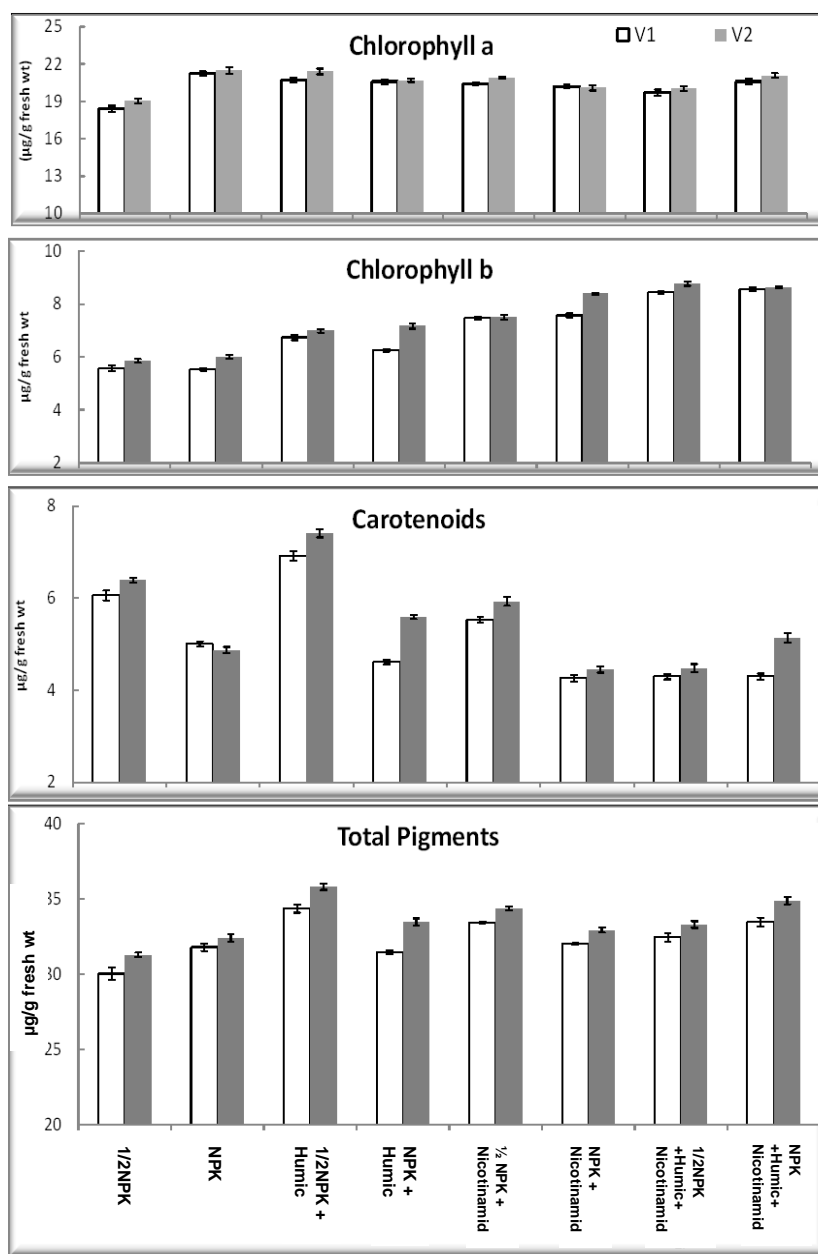 Chlorophyll a
V1 V2
(µg/g fresh wt)
25
22
19
16
13
10
Chlorophyll b
µg/g fresh wt
10
8
6
4
2
Carotenoids
µg/g fresh wt
8
6
4
2
Total Pigments
µg/g fresh wt
40
35
30
25
20
1/2NPK
NPK
1/2NPK +
Humic
NPK +
Humic
½ NPK +
Nicotinamid
NPK +
Nicotinamid
1/2NPK
+Humic+
Nicotinamid
NPK
+Humic+
Nicotinamid